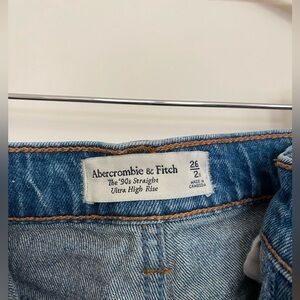 Abercrombie & Fitch
The '90s Straight
Ultra High Rise
26
2
MADE IN
CAMBODIA